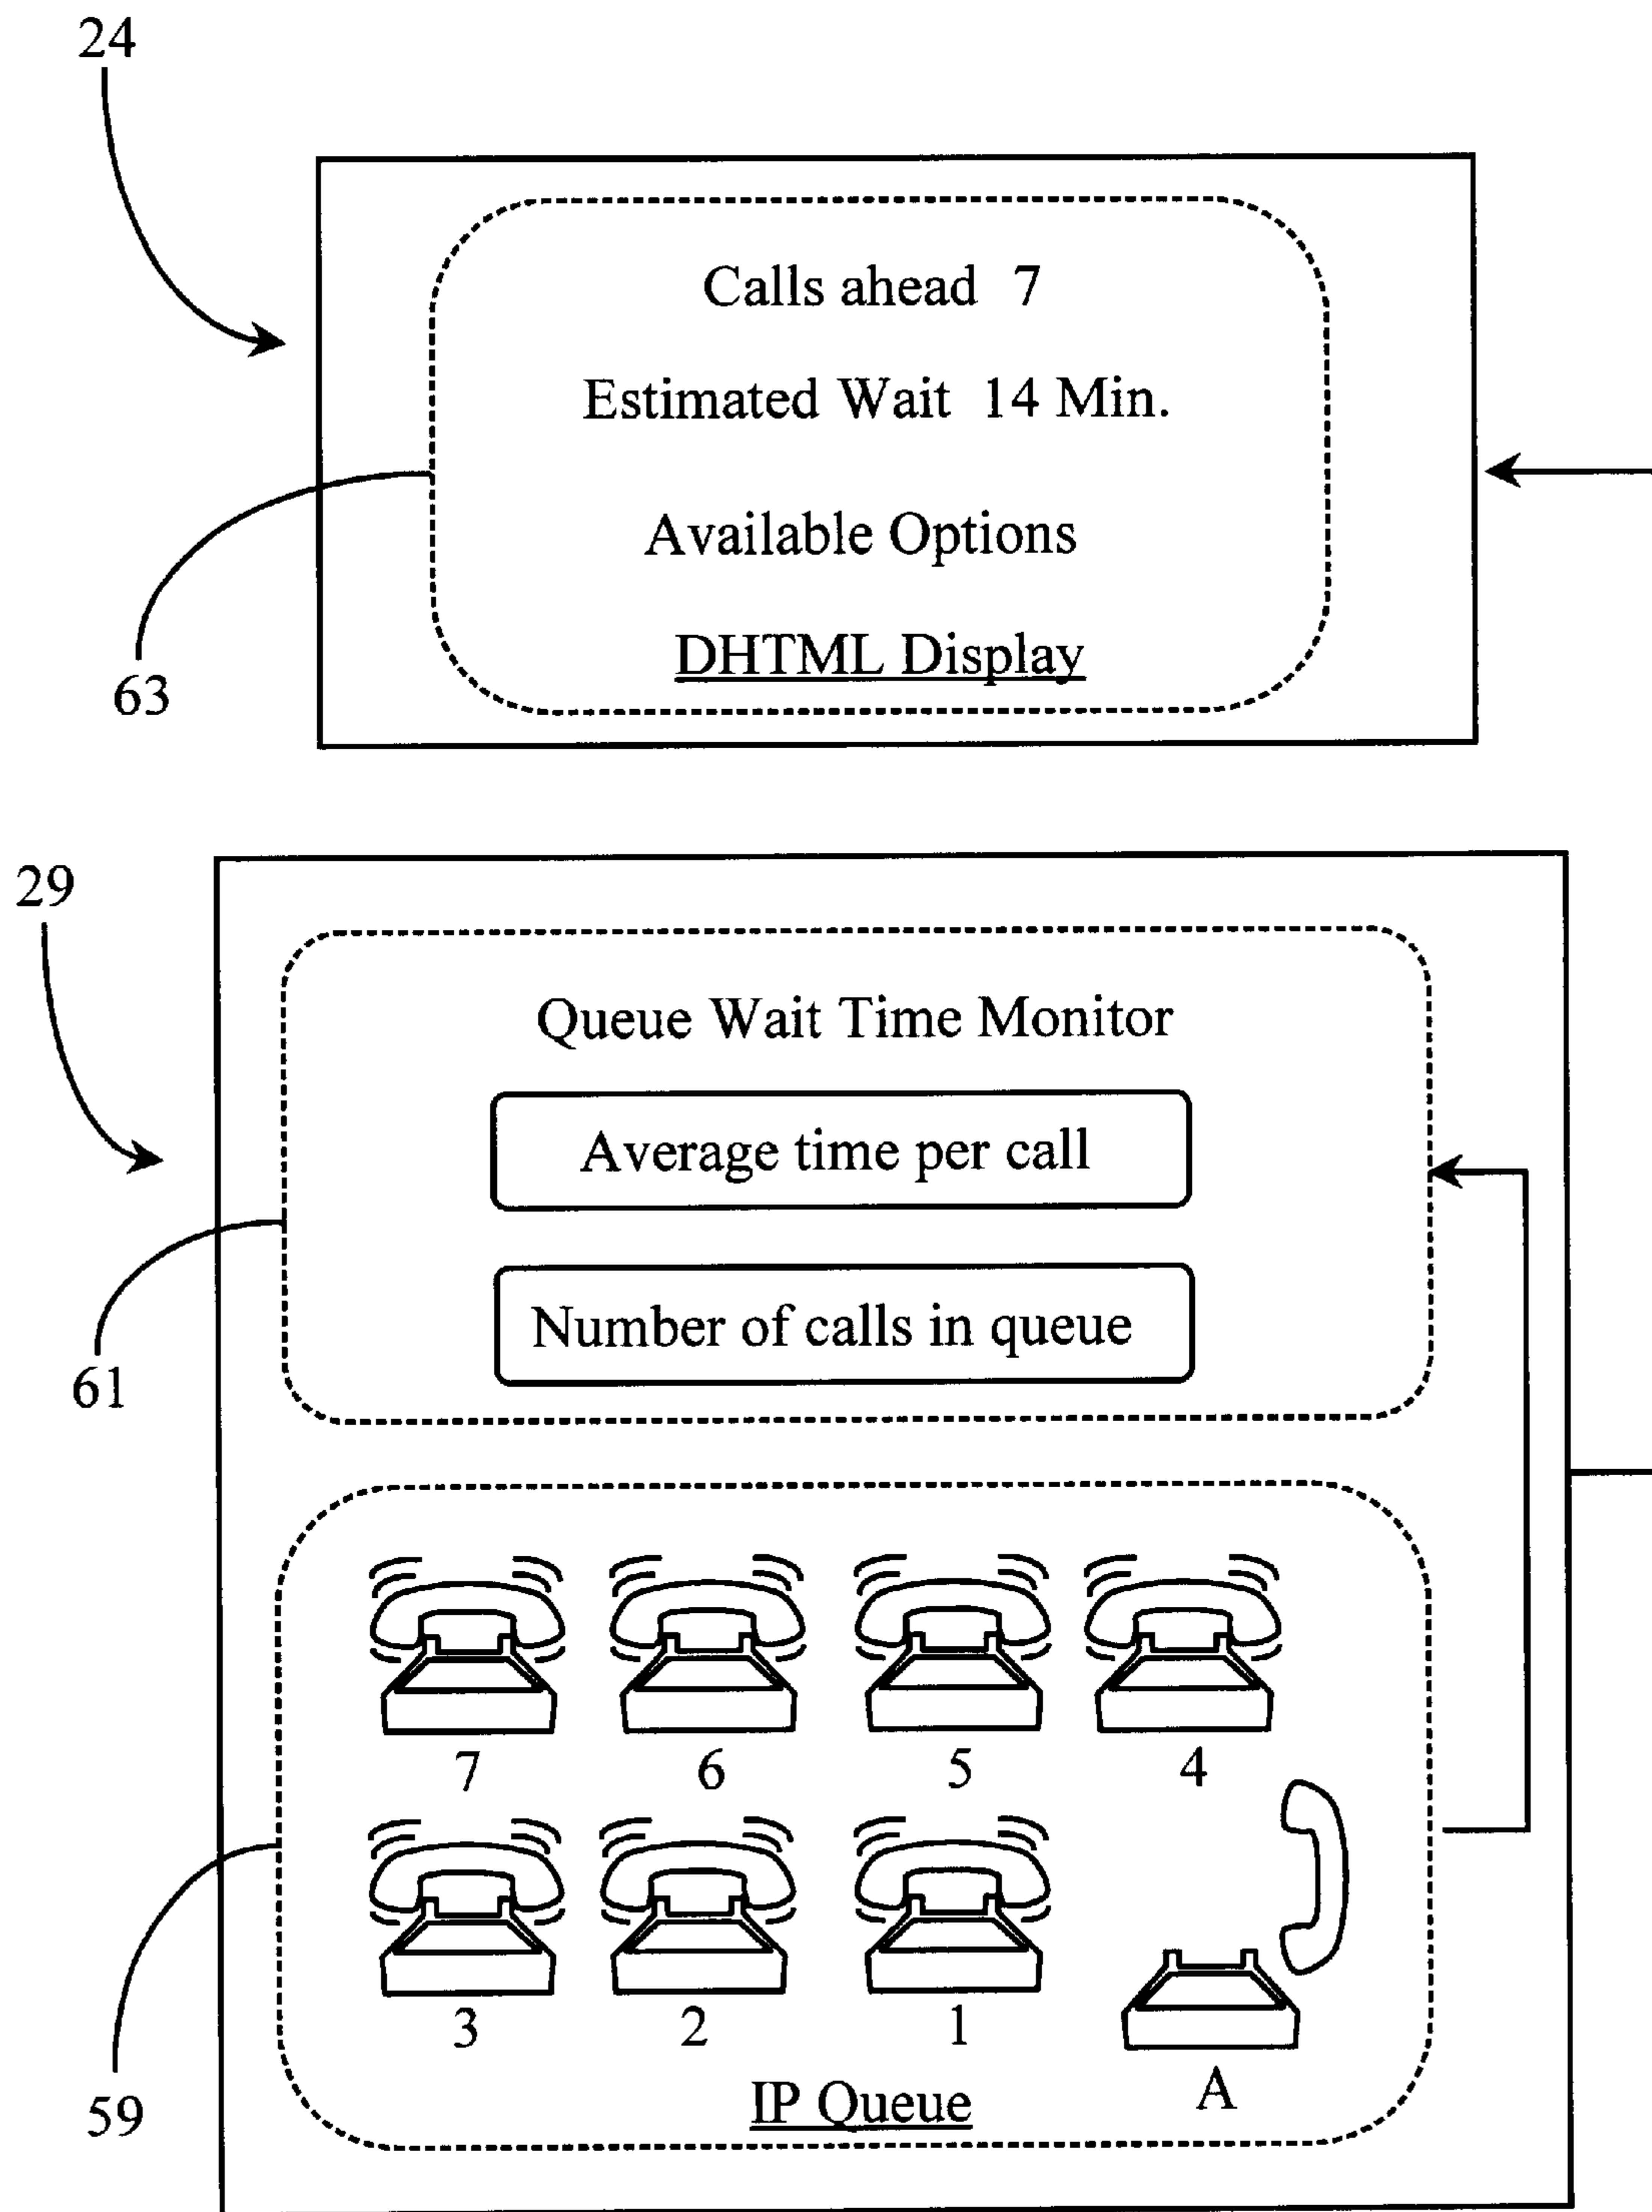 24
Calls ahead 7
Estimated Wait 14 Min.
Available Options
DHTML Display
63
29
Queue Wait Time Monitor
Average time per call
Number of calls in queue
61
7 6 5 4
3 2 1 A
IP Queue
59